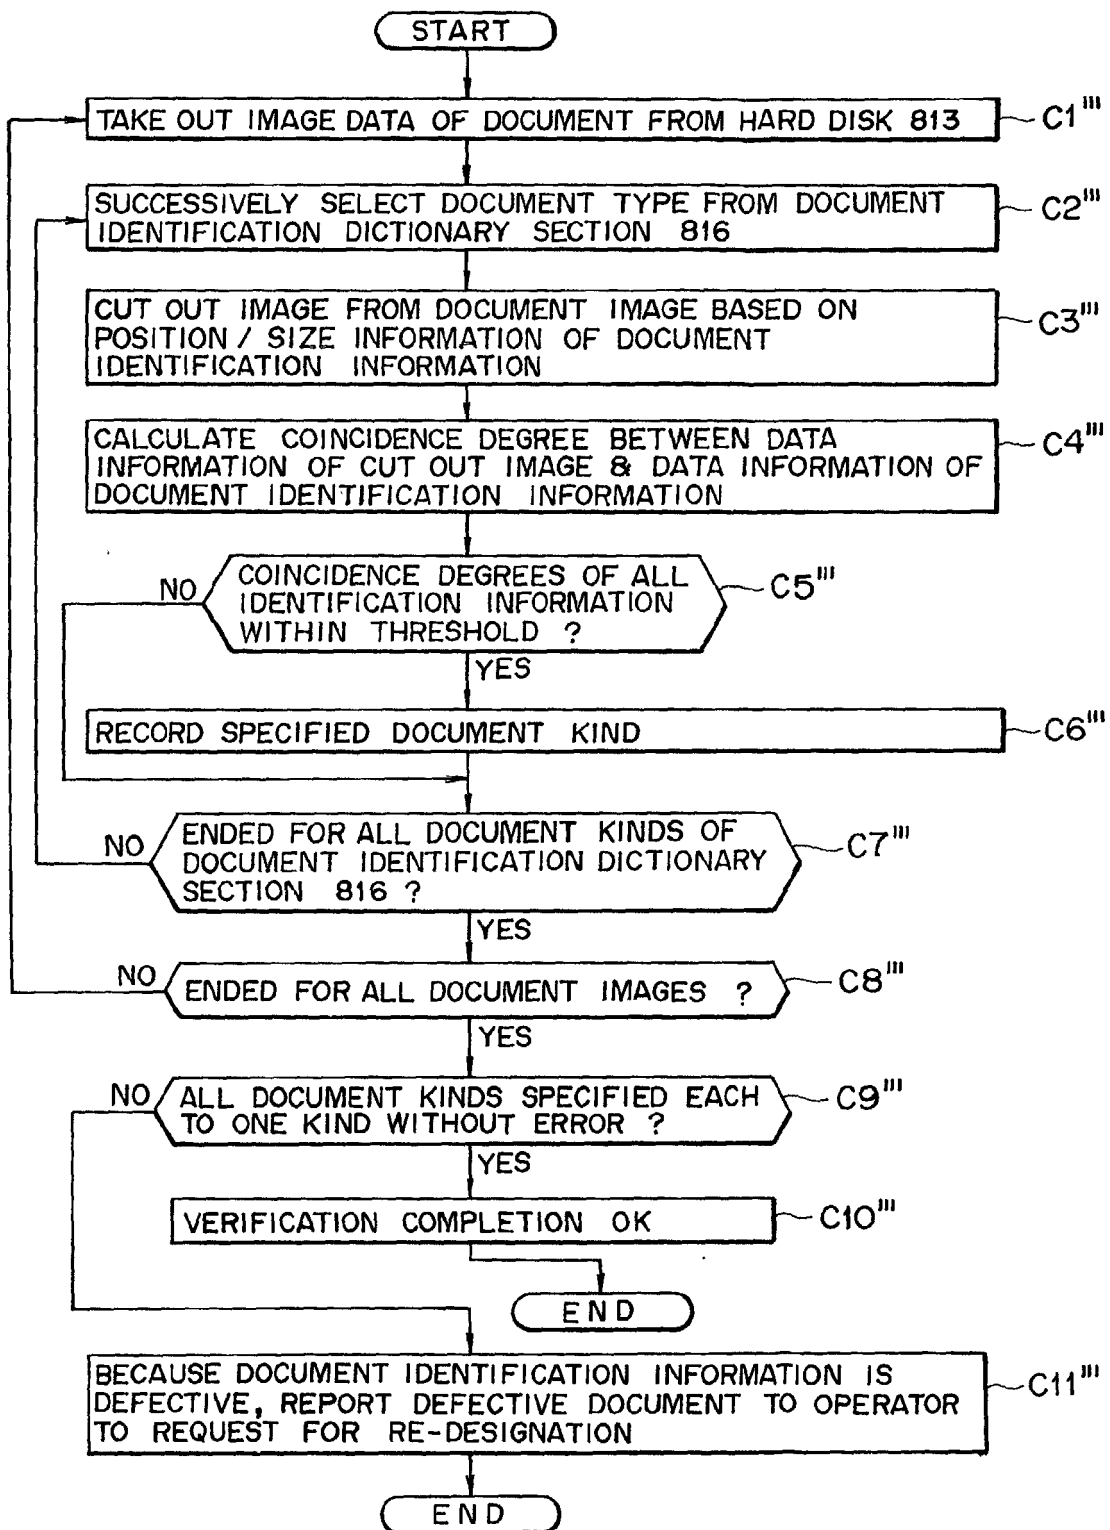 START
TAKE OUT IMAGE DATA OF DOCUMENT FROM HARD DISK 813
C1'''
SUCCESSIVELY SELECT DOCUMENT TYPE FROM DOCUMENT
IDENTIFICATION DICTIONARY SECTION 816
C2'''
CUT OUT IMAGE FROM DOCUMENT IMAGE BASED ON
POSITION / SIZE INFORMATION OF DOCUMENT
IDENTIFICATION INFORMATION
C3'''
CALCULATE COINCIDENCE DEGREE BETWEEN DATA
INFORMATION OF CUT OUT IMAGE & DATA INFORMATION OF
DOCUMENT IDENTIFICATION INFORMATION
C4'''
NO
COINCIDENCE DEGREES OF ALL
IDENTIFICATION INFORMATION
WITHIN THRESHOLD ?
C5'''
YES
RECORD SPECIFIED DOCUMENT KIND
C6'''
NO
ENDED FOR ALL DOCUMENT KINDS OF
DOCUMENT IDENTIFICATION DICTIONARY
SECTION 816 ?
C7'''
YES
NO
ENDED FOR ALL DOCUMENT IMAGES ?
C8'''
YES
NO
ALL DOCUMENT KINDS SPECIFIED EACH
TO ONE KIND WITHOUT ERROR ?
C9'''
YES
VERIFICATION COMPLETION OK
C10'''
END
BECAUSE DOCUMENT IDENTIFICATION INFORMATION IS
DEFECTIVE, REPORT DEFECTIVE DOCUMENT TO OPERATOR
TO REQUEST FOR RE-DESIGNATION
C11'''
END